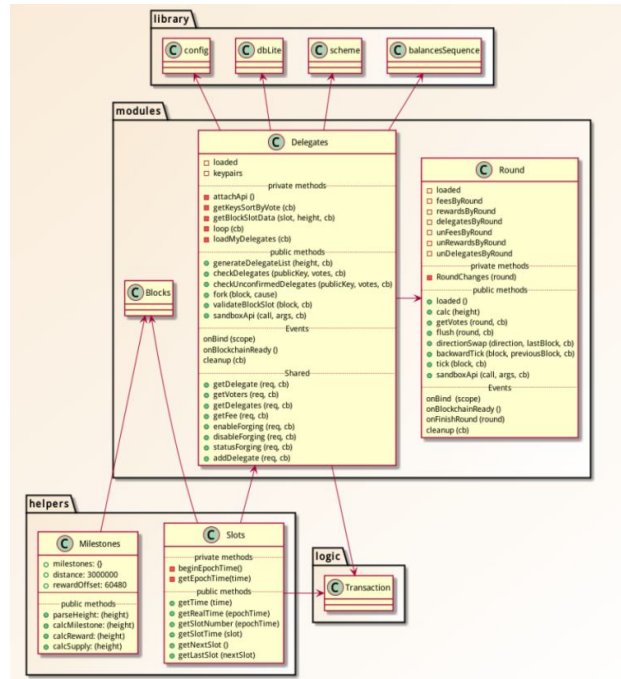 library
C config
C dbLite
C scheme
C balancesSequence
modules
C Delegates
loaded
keypairs
private methods
attachApi ()
getKeysSortByVote (cb)
getBlockSlotData (slot, height, cb)
loop (cb)
loadMyDelegates (cb)
public methods
generateDelegateList (height, cb)
checkDelegates (publicKey, votes, cb)
checkUnconfirmedDelegates (publicKey, votes, cb)
fork (block, cause)
validateBlockSlot (block, cb)
sandboxApi (call, args, cb)
Events
onBind (scope)
onBlockchainReady ()
cleanup (cb)
Shared
getDelegate (req, cb)
getVoters (req, cb)
getDelegates (req, cb)
getFee (req, cb)
enableForging (req, cb)
disableForging (req, cb)
statusForging (req, cb)
addDelegate (req, cb)
C Round
loaded
feesByRound
rewardsByRound
delegatesByRound
unFeesByRound
unRewardsByRound
unDelegatesByRound
private methods
RoundChanges (round)
public methods
loaded ()
calc (height)
getVotes (round, cb)
flush (round, cb)
directionSwap (direction, lastBlock, cb)
backwardTick (block, previousBlock, cb)
tick (block, cb)
sandboxApi (call, args, cb)
Events
onBind (scope)
onBlockchainReady ()
onFinishRound (round)
cleanup (cb)
C Blocks
helpers
C Milestones
milestones: {}
distance: 3000000
rewardOffset: 60480
public methods
parseHeight: (height)
calcMilestone: (height)
calcReward: (height)
calcSupply: (height)
C Slots
private methods
beginEpochTime()
getEpochTime(time)
public methods
getTime (time)
getRealTime (epochTime)
getSlotNumber (epochTime)
getSlotTime (slot)
getNextSlot ()
getLastSlot (nextSlot)
logic
C Transaction